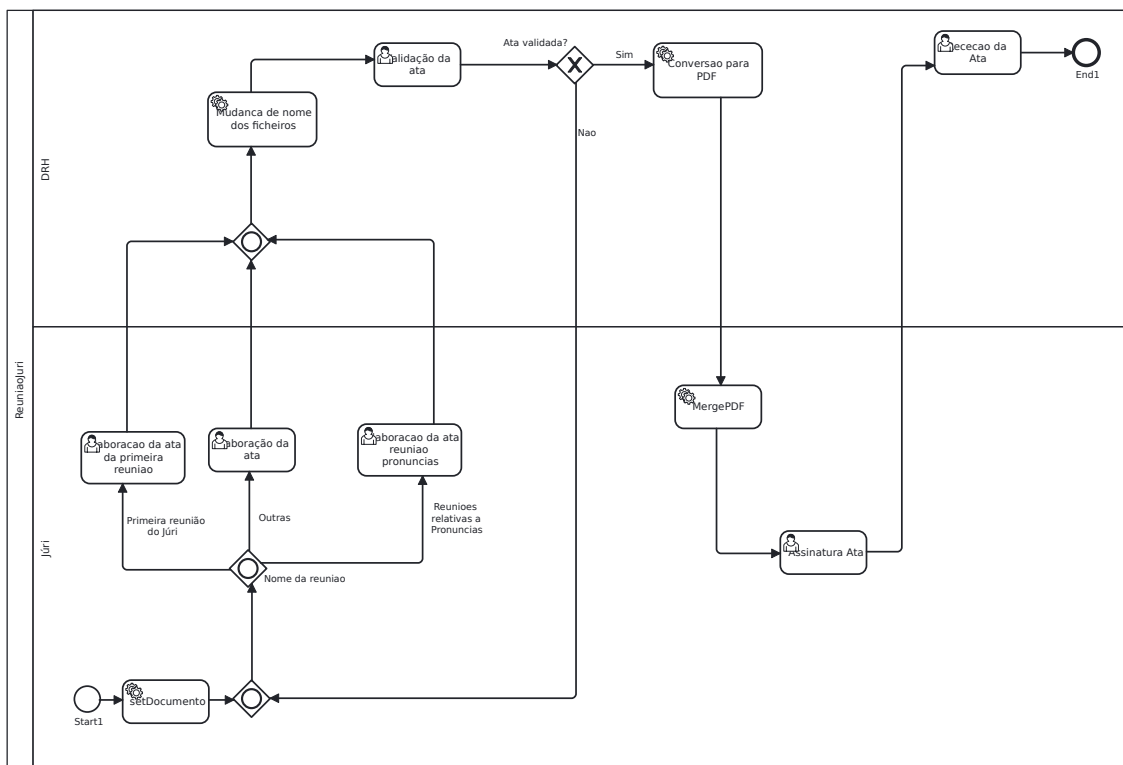 ReuniaoJuri
DRH
Júri
alidação da
ata
Ata validada?
Sim
Nao
Conversao para
PDF
ececao da
Ata
End1
Mudanca de nome
dos ficheiros
MergePDF
aboracao da ata
da primeira
reuniao
aboração da
ata
aboracao da ata
reuniao
pronuncias
Primeira reunião
do Júri
Outras
Reunioes
relativas a
Pronuncias
Nome da reuniao
Assinatura Ata
setDocumento
Start1